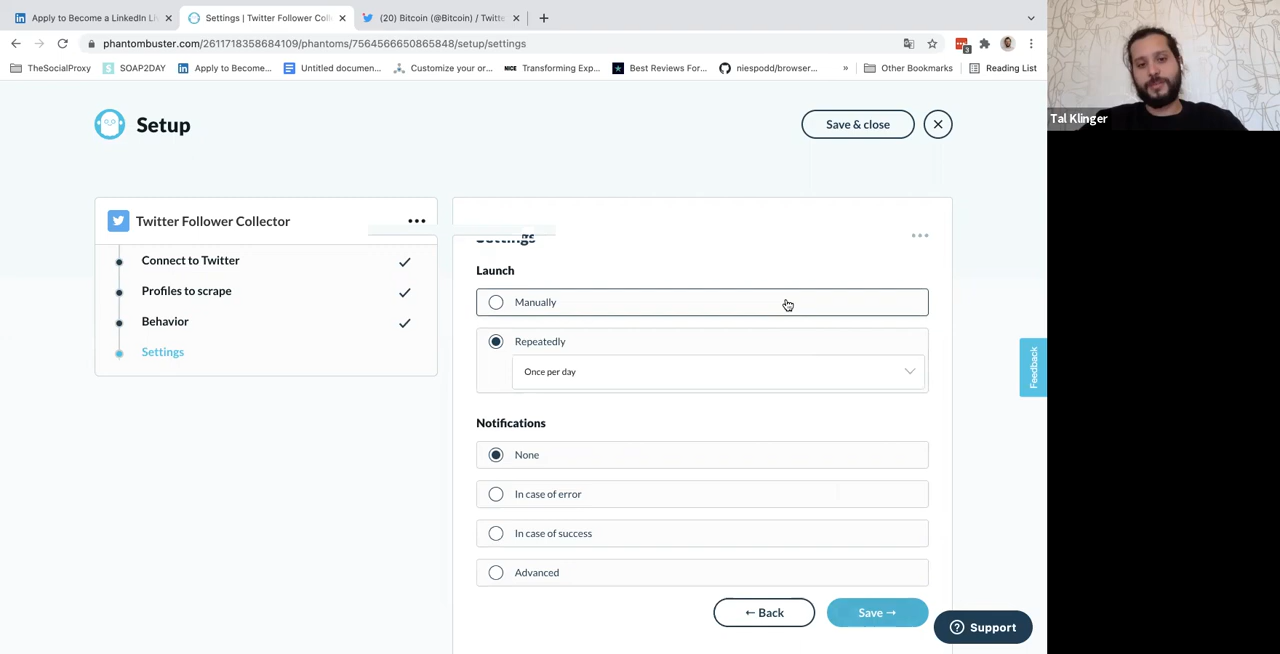 Apply to Become a LinkedIn Li
Settings | Twitter Follower Coll
(20) Bitcoin (@Bitcoin) / Twitte
phantombuster.com/2611718358684109/phantoms/7564566650865848/setup/settings
3
TheSocialProxy
SOAP2DAY
Apply to Become...
Untitled documen...
Customize your or...
NICE Transforming Exp...
Best Reviews For...
niespodd/browser...
»
Other Bookmarks
Reading List
Setup
Save & close
Tal Klinger
Twitter Follower Collector
Connect to Twitter
Profiles to scrape
Behavior
Settings
Settings
Launch
Manually
Repeatedly
Once per day
Notifications
None
In case of error
In case of success
Advanced
← Back
Save →
Feedback
Support